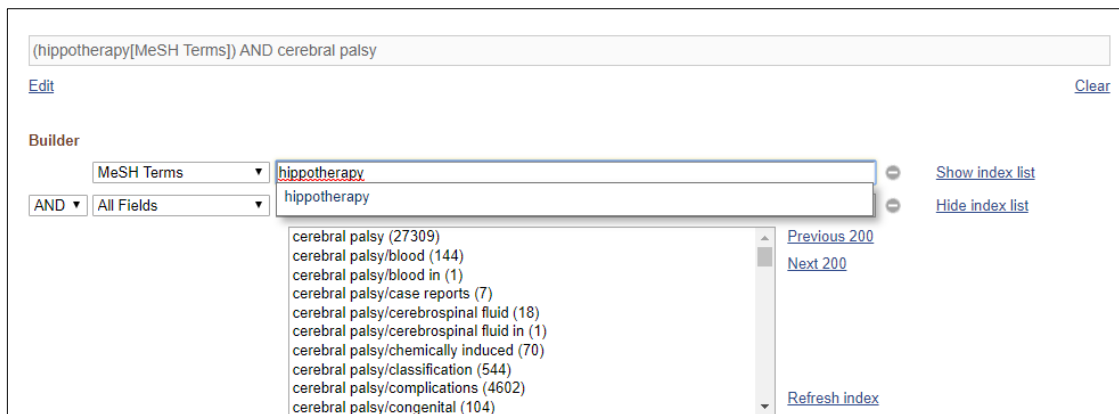 (hippotherapy[MeSH Terms]) AND cerebral palsy
Edit Clear
Builder
MeSH Terms hippotherapy Show index list
hippotherapy
AND All Fields Hide index list
cerebral palsy (27309) Previous 200
cerebral palsy/blood (144)
cerebral palsy/blood in (1) Next 200
cerebral palsy/case reports (7)
cerebral palsy/cerebrospinal fluid (18)
cerebral palsy/cerebrospinal fluid in (1)
cerebral palsy/chemically induced (70)
cerebral palsy/classification (544)
cerebral palsy/complications (4602)
cerebral palsy/congenital (104) Refresh index